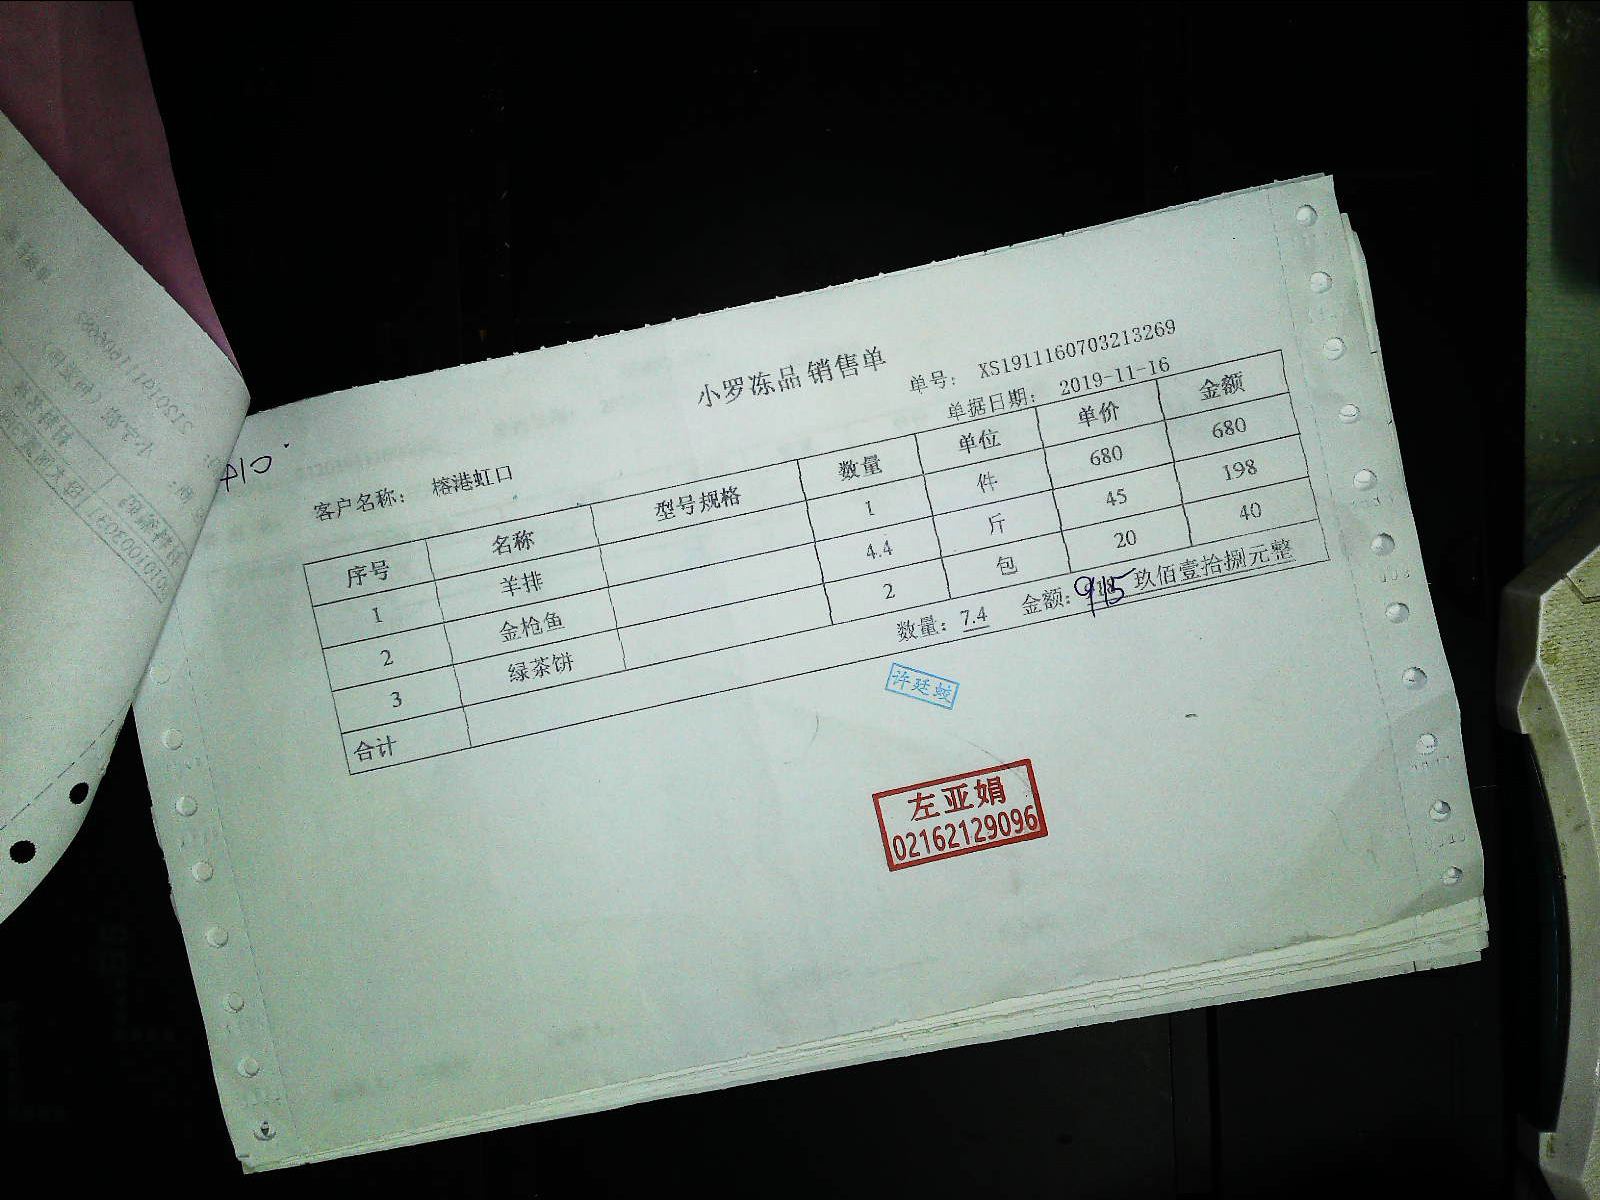 小罗冻品 销售单
单号: XS1911160703213269
单据日期: 2019-11-16
客户名称: 榕港虹口
序号 名称 型号规格 数量 单位 单价 金额
1 羊排 1 件 680 680
2 金枪鱼 4.4 斤 45 198
3 绿茶饼 2 包 20 40
合计 数量: 7.4 金额: 915 玖佰壹拾捌元整
许廷蛟
左亚娟
02162129096